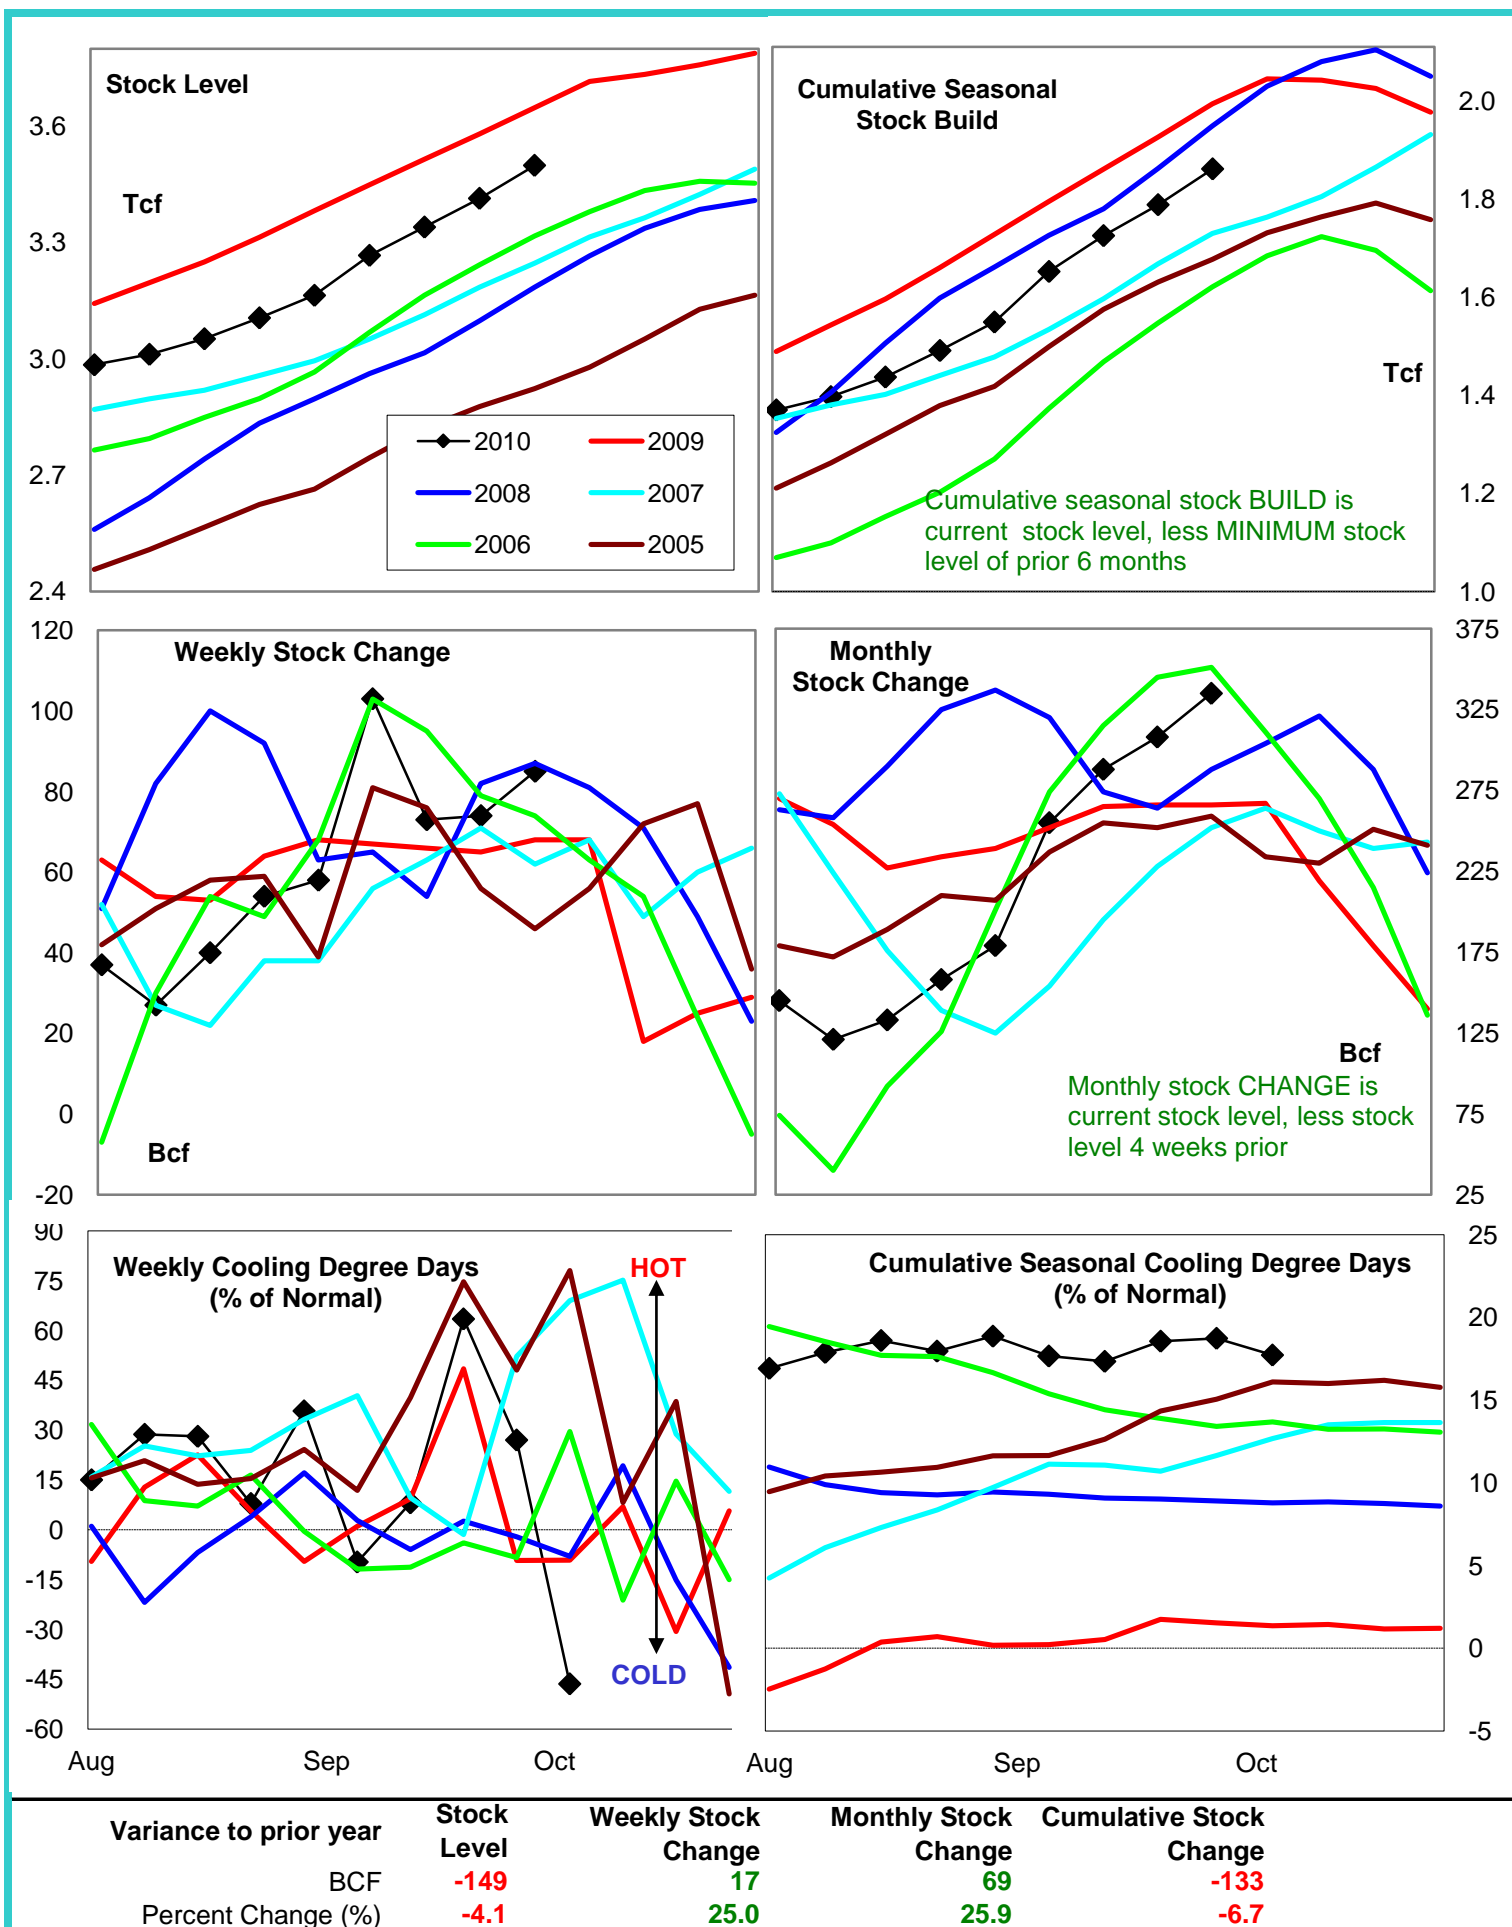 Stock Level
Tcf
3.6
3.3
3.0
2.7
2.4
2010 2009
2008 2007
2006 2005
Cumulative Seasonal
Stock Build
Tcf
2.0
1.8
1.6
1.4
1.2
1.0
Cumulative seasonal stock BUILD is
current stock level, less MINIMUM stock
level of prior 6 months
Weekly Stock Change
120
100
80
60
40
20
0
-20
Bcf
Monthly
Stock Change
375
325
275
225
175
125
75
25
Bcf
Monthly stock CHANGE is
current stock level, less stock
level 4 weeks prior
Weekly Cooling Degree Days
(% of Normal)
HOT
COLD
90
75
60
45
30
15
0
-15
-30
-45
-60
Aug Sep Oct
Cumulative Seasonal Cooling Degree Days
(% of Normal)
25
20
15
10
5
0
-5
Aug Sep Oct
Variance to prior year Stock Level Weekly Stock Change Monthly Stock Change Cumulative Stock Change
BCF -149 17 69 -133
Percent Change (%) -4.1 25.0 25.9 -6.7